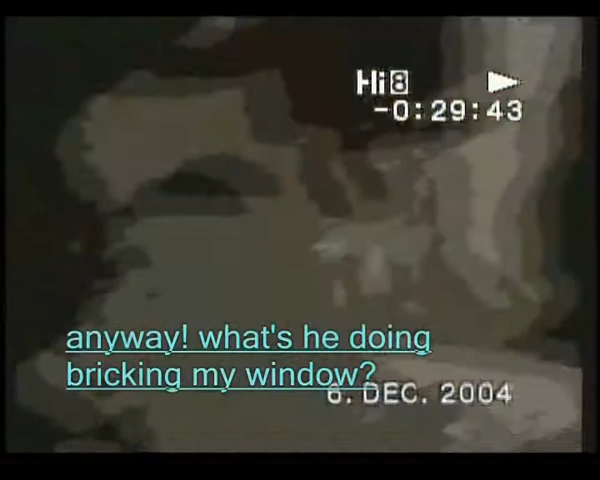 Hi8
-0:29:43
anyway! what's he doing
bricking my window?
6. DEC. 2004